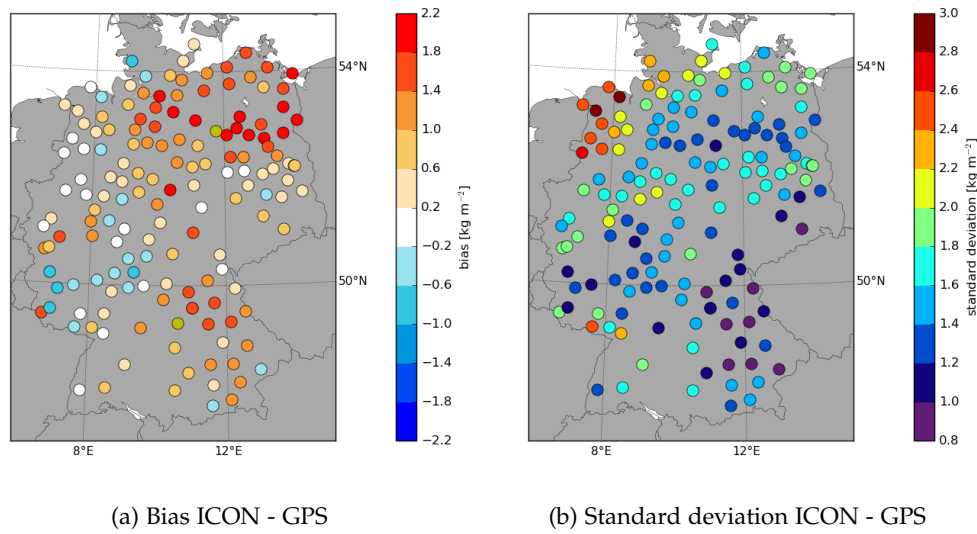 54°N
50°N
8°E
12°E
2.2
1.8
1.4
1.0
0.6
0.2
−0.2
−0.6
−1.0
−1.4
−1.8
−2.2
bias [kg m⁻²]
54°N
50°N
8°E
12°E
3.0
2.8
2.6
2.4
2.2
2.0
1.8
1.6
1.4
1.2
1.0
0.8
standard deviation [kg m⁻²]
(a) Bias ICON - GPS
(b) Standard deviation ICON - GPS